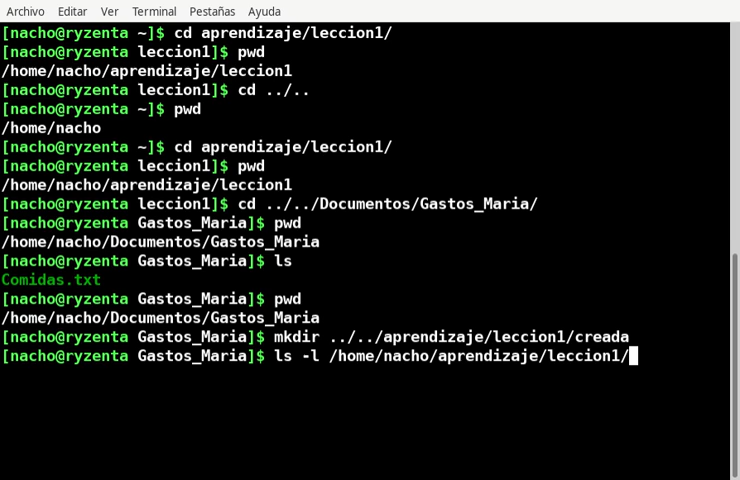 Archivo Editar Ver Terminal Pestañas Ayuda
[nacho@ryzenta ~]$ cd aprendizaje/leccion1/
[nacho@ryzenta leccion1]$ pwd
/home/nacho/aprendizaje/leccion1
[nacho@ryzenta leccion1]$ cd ../..
[nacho@ryzenta ~]$ pwd
/home/nacho
[nacho@ryzenta ~]$ cd aprendizaje/leccion1/
[nacho@ryzenta leccion1]$ pwd
/home/nacho/aprendizaje/leccion1
[nacho@ryzenta leccion1]$ cd ../../Documentos/Gastos_Maria/
[nacho@ryzenta Gastos_Maria]$ pwd
/home/nacho/Documentos/Gastos_Maria
[nacho@ryzenta Gastos_Maria]$ ls
Comidas.txt
[nacho@ryzenta Gastos_Maria]$ pwd
/home/nacho/Documentos/Gastos_Maria
[nacho@ryzenta Gastos_Maria]$ mkdir ../../aprendizaje/leccion1/creada
[nacho@ryzenta Gastos_Maria]$ ls -l /home/nacho/aprendizaje/leccion1/